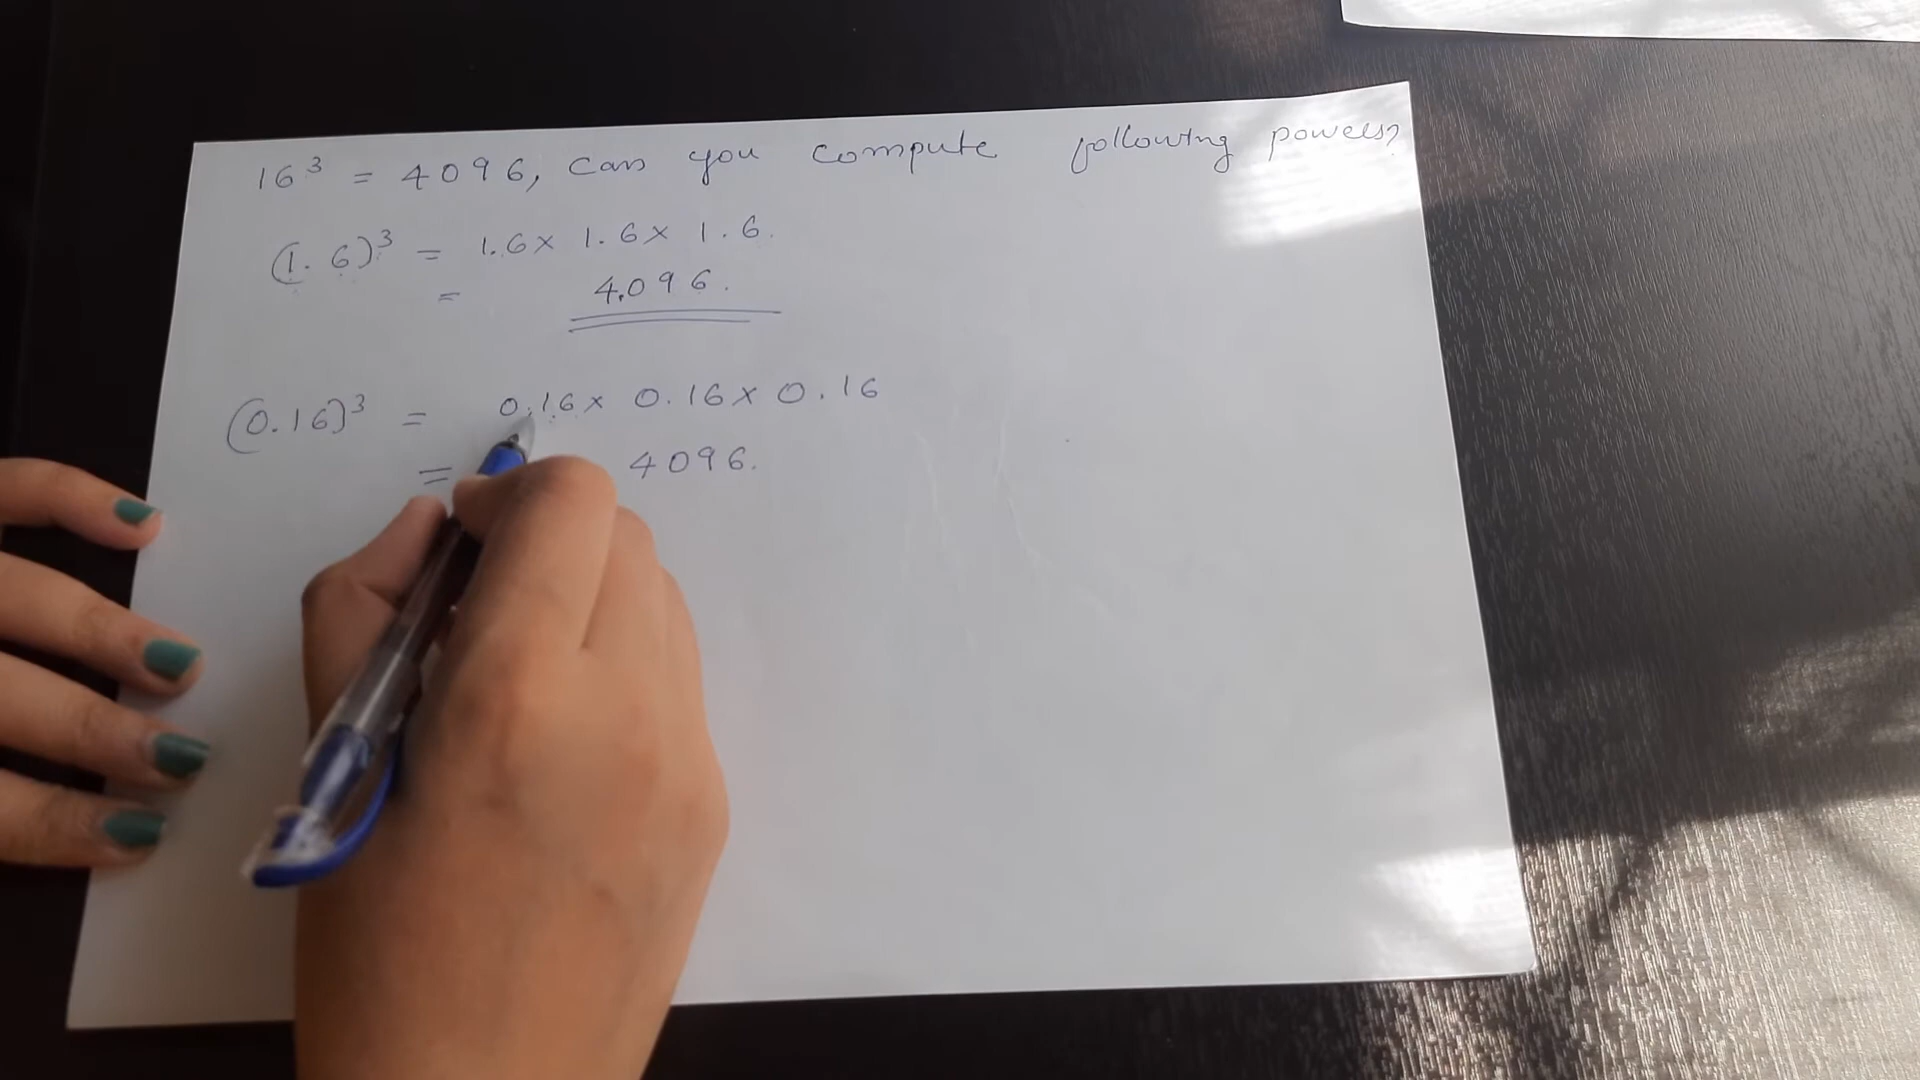 16³ = 4096, can you compute following powers?
(1.6)³ = 1.6 × 1.6 × 1.6.
= 4.096.
(0.16)³ = 0.16 × 0.16 × 0.16
= 4096.